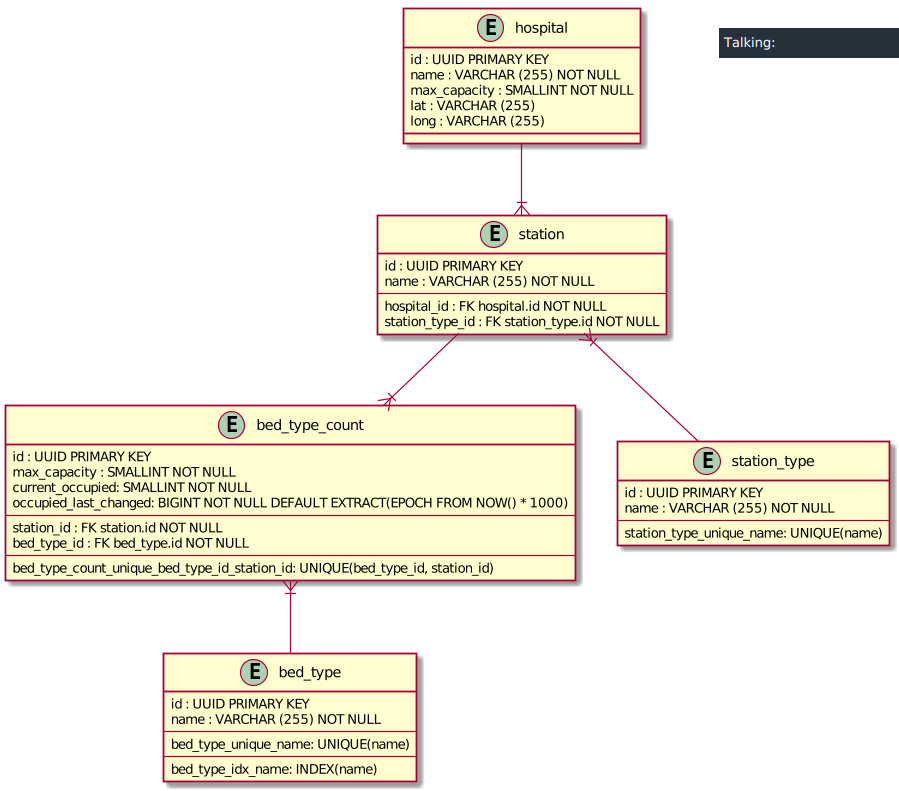 E hospital
id : UUID PRIMARY KEY
name : VARCHAR (255) NOT NULL
max_capacity : SMALLINT NOT NULL
lat : VARCHAR (255)
long : VARCHAR (255)
Talking:
E station
id : UUID PRIMARY KEY
name : VARCHAR (255) NOT NULL
hospital_id : FK hospital.id NOT NULL
station_type_id : FK station_type.id NOT NULL
E bed_type_count
id : UUID PRIMARY KEY
max_capacity : SMALLINT NOT NULL
current_occupied: SMALLINT NOT NULL
occupied_last_changed: BIGINT NOT NULL DEFAULT EXTRACT(EPOCH FROM NOW() * 1000)
station_id : FK station.id NOT NULL
bed_type_id : FK bed_type.id NOT NULL
bed_type_count_unique_bed_type_id_station_id: UNIQUE(bed_type_id, station_id)
E station_type
id : UUID PRIMARY KEY
name : VARCHAR (255) NOT NULL
station_type_unique_name: UNIQUE(name)
E bed_type
id : UUID PRIMARY KEY
name : VARCHAR (255) NOT NULL
bed_type_unique_name: UNIQUE(name)
bed_type_idx_name: INDEX(name)